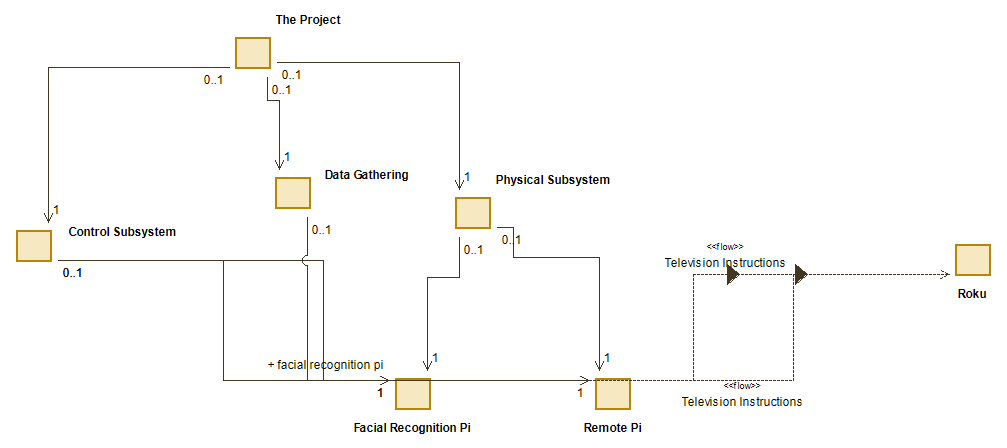 The Project
0..1
0..1
0..1
1
Data Gathering
1
Physical Subsystem
1
Control Subsystem
0..1
0..1
0..1
0..1
<<flow>>
Television Instructions
Roku
1
1
+ facial recognition pi
1
1
<<flow>>
Television Instructions
Facial Recognition Pi
Remote Pi